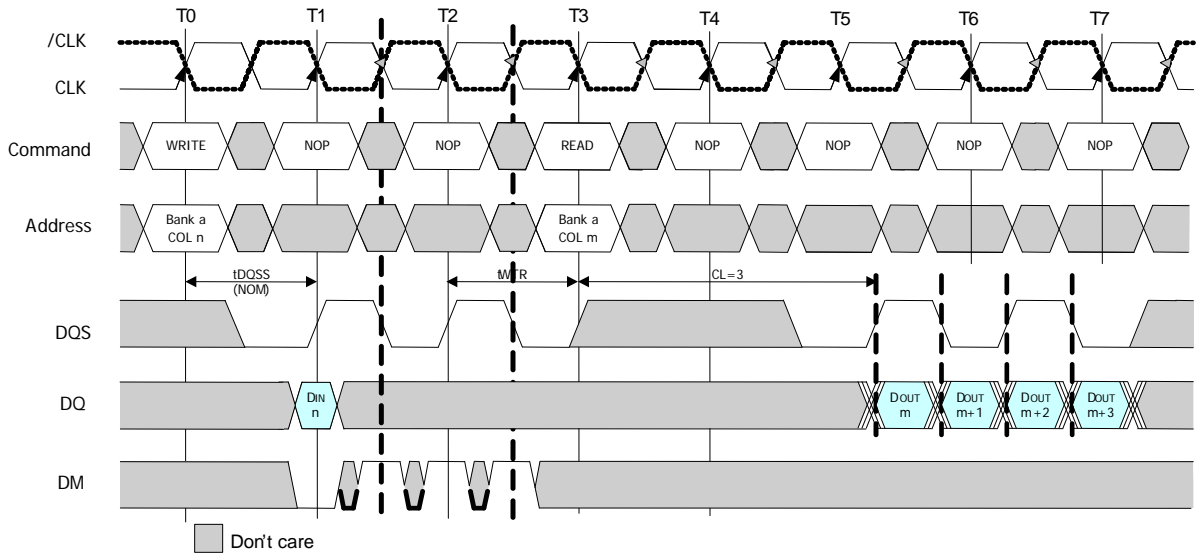 T0 T1 T2 T3 T4 T5 T6 T7
/CLK
CLK
Command WRITE NOP NOP READ NOP NOP NOP NOP
Address Bank a COL n Bank a COL m
tDQSS (NOM) tWTR CL=3
DQS
DQ DIN n DOUT m DOUT m+1 DOUT m+2 DOUT m+3
DM
Don't care